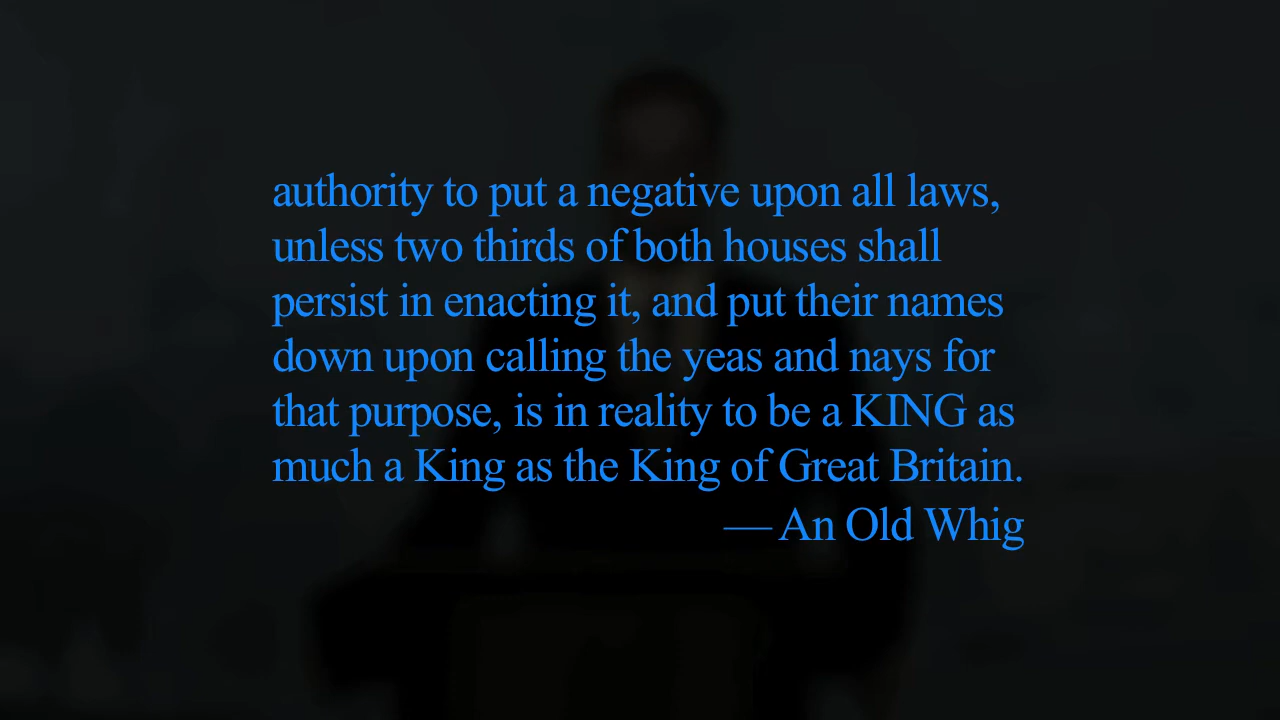 authority to put a negative upon all laws,
unless two thirds of both houses shall
persist in enacting it, and put their names
down upon calling the yeas and nays for
that purpose, is in reality to be a KING as
much a King as the King of Great Britain.
— An Old Whig